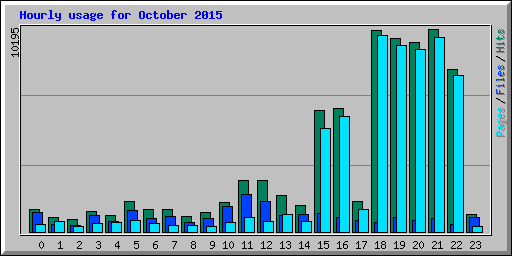 Hourly usage for October 2015
10195
Pages/Files/Hits
0 1 2 3 4 5 6 7 8 9 10 11 12 13 14 15 16 17 18 19 20 21 22 23